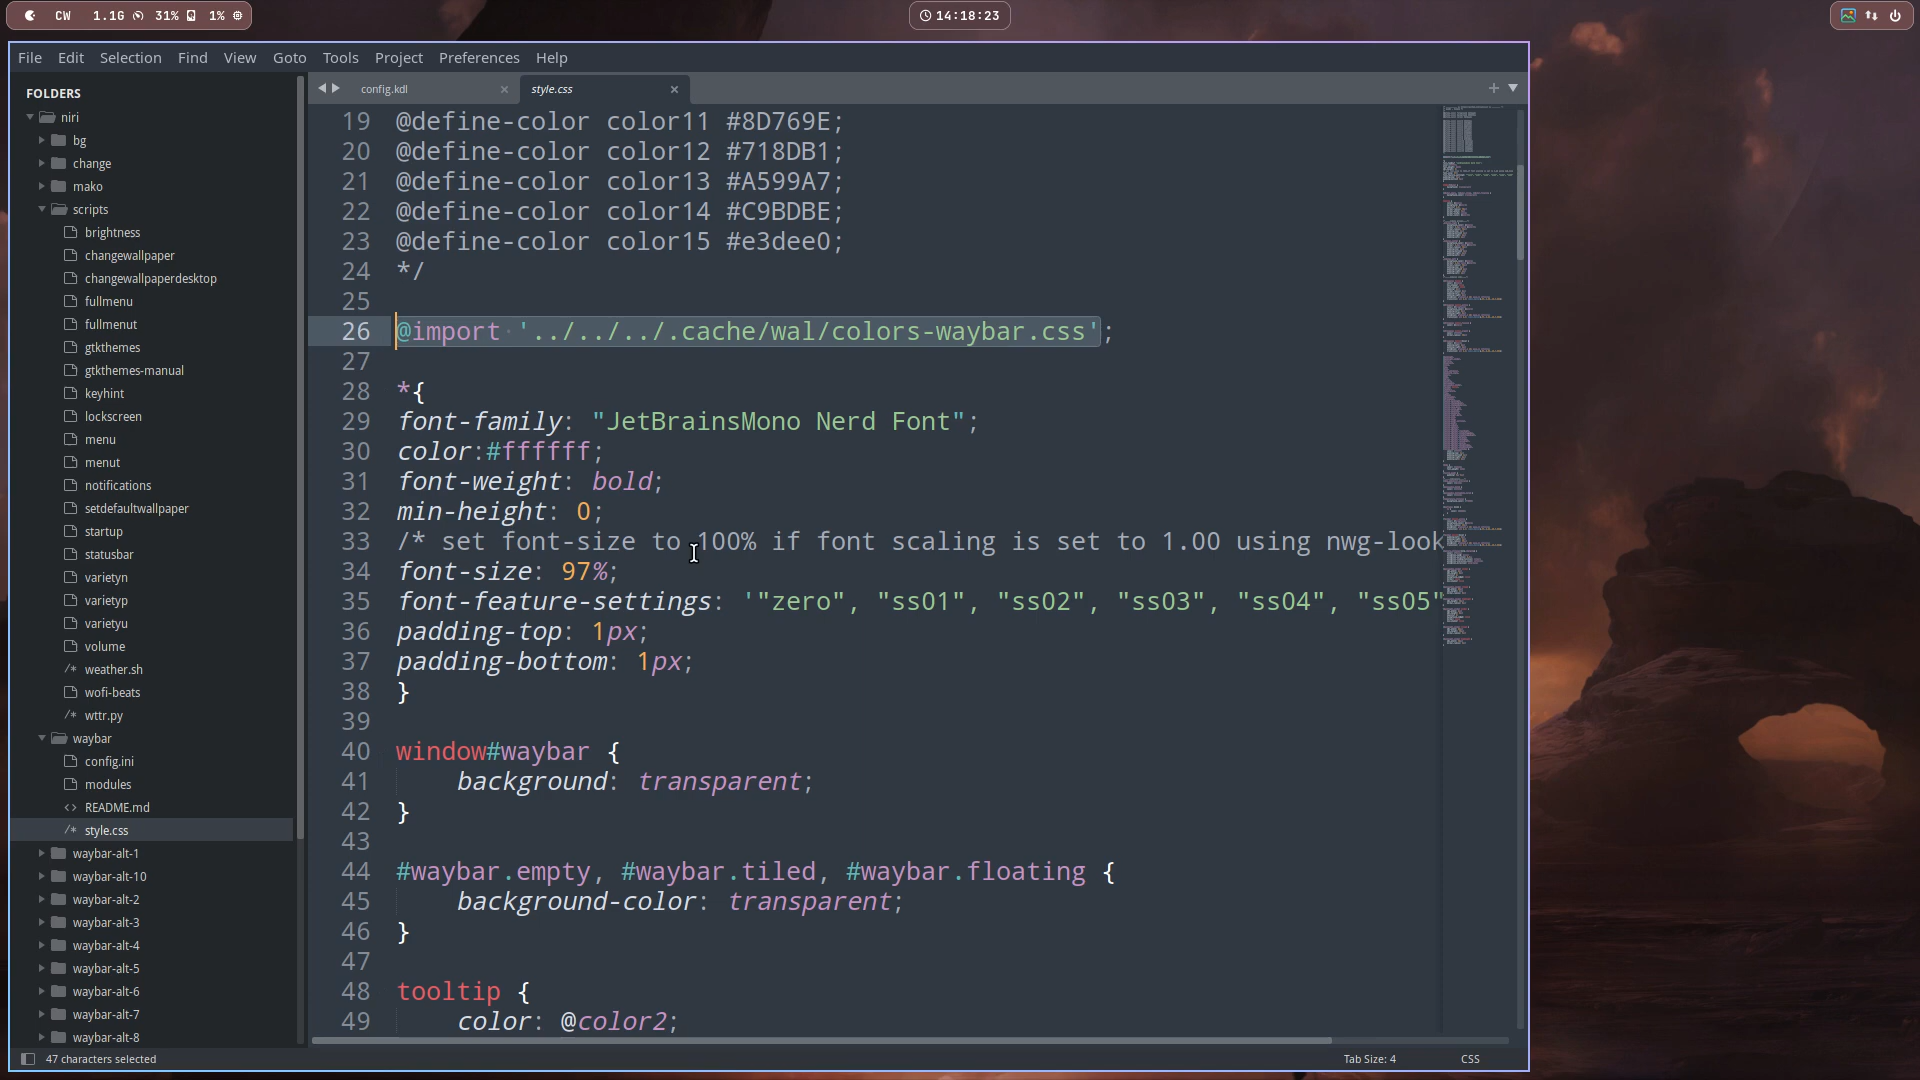 CW 1.1G 31% 1%
14:18:23
File Edit Selection Find View Goto Tools Project Preferences Help
FOLDERS
niri
bg
change
mako
scripts
brightness
changewallpaper
changewallpaperdesktop
fullmenu
fullmenut
gtkthemes
gtkthemes-manual
keyhint
lockscreen
menu
menut
notifications
setdefaultwallpaper
startup
statusbar
varietyn
varietyp
varietyu
volume
/* weather.sh
wofi-beats
/* wttr.py
waybar
config.ini
modules
<> README.md
/* style.css
waybar-alt-1
waybar-alt-10
waybar-alt-2
waybar-alt-3
waybar-alt-4
waybar-alt-5
waybar-alt-6
waybar-alt-7
waybar-alt-8
config.kdl
style.css
19 @define-color color11 #8D769E;
20 @define-color color12 #718DB1;
21 @define-color color13 #A599A7;
22 @define-color color14 #C9BDBE;
23 @define-color color15 #e3dee0;
24 */
25
26 @import '../../../.cache/wal/colors-waybar.css';
27
28 *{
29 font-family: "JetBrainsMono Nerd Font";
30 color:#ffffff;
31 font-weight: bold;
32 min-height: 0;
33 /* set font-size to 100% if font scaling is set to 1.00 using nwg-look
34 font-size: 97%;
35 font-feature-settings: '"zero", "ss01", "ss02", "ss03", "ss04", "ss05"
36 padding-top: 1px;
37 padding-bottom: 1px;
38 }
39
40 window#waybar {
41 background: transparent;
42 }
43
44 #waybar.empty, #waybar.tiled, #waybar.floating {
45 background-color: transparent;
46 }
47
48 tooltip {
49 color: @color2;
47 characters selected
Tab Size: 4
CSS